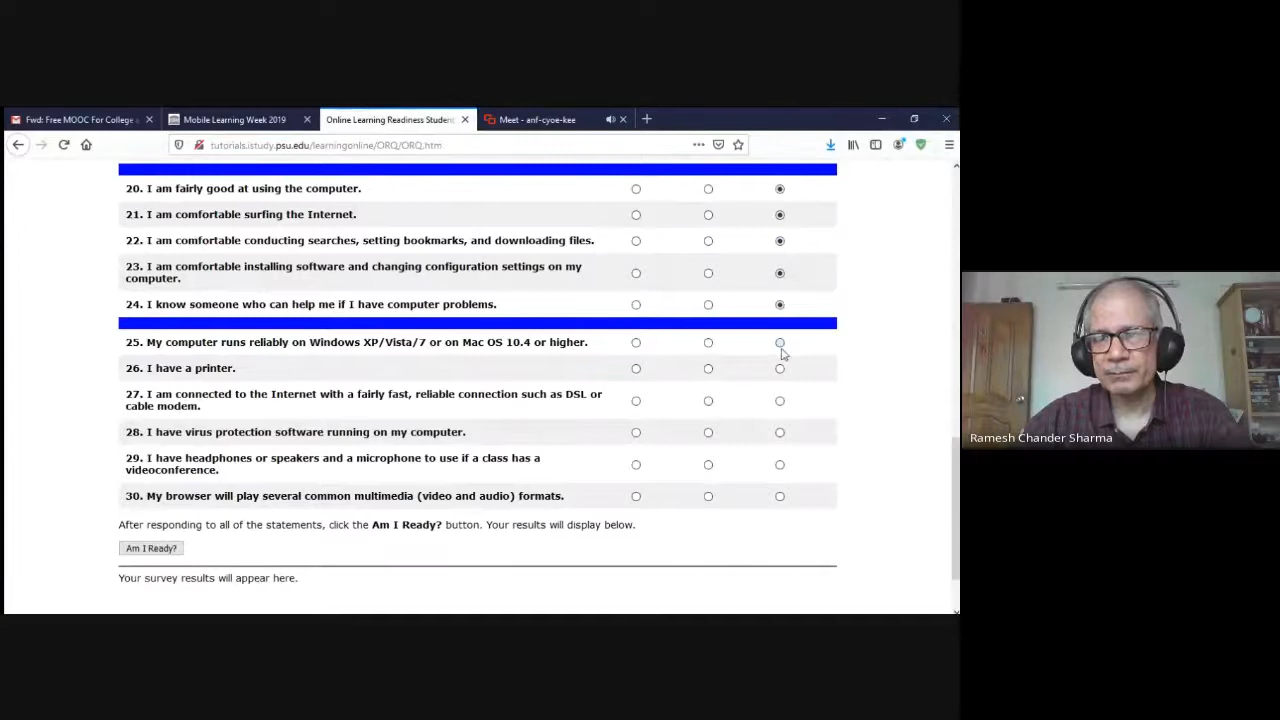 Fwd: Free MOOC For College
Mobile Learning Week 2019
Online Learning Readiness Student
Meet - anf-cyoe-kee
tutorials.istudy.psu.edu/learningonline/ORQ/ORQ.htm
20. I am fairly good at using the computer.
21. I am comfortable surfing the Internet.
22. I am comfortable conducting searches, setting bookmarks, and downloading files.
23. I am comfortable installing software and changing configuration settings on my
computer.
24. I know someone who can help me if I have computer problems.
25. My computer runs reliably on Windows XP/Vista/7 or on Mac OS 10.4 or higher.
26. I have a printer.
27. I am connected to the Internet with a fairly fast, reliable connection such as DSL or
cable modem.
28. I have virus protection software running on my computer.
29. I have headphones or speakers and a microphone to use if a class has a
videoconference.
30. My browser will play several common multimedia (video and audio) formats.
After responding to all of the statements, click the Am I Ready? button. Your results will display below.
Am I Ready?
Your survey results will appear here.
Ramesh Chander Sharma